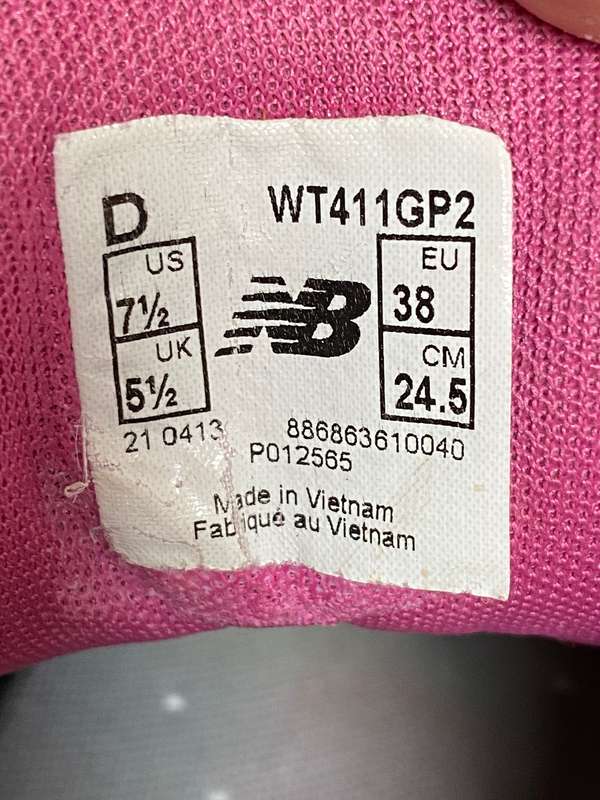 D
WT411GP2
US
7½
UK
5½
NB
EU
38
CM
24.5
21 0413
886863610040
P012565
Made in Vietnam
Fabriqué au Vietnam